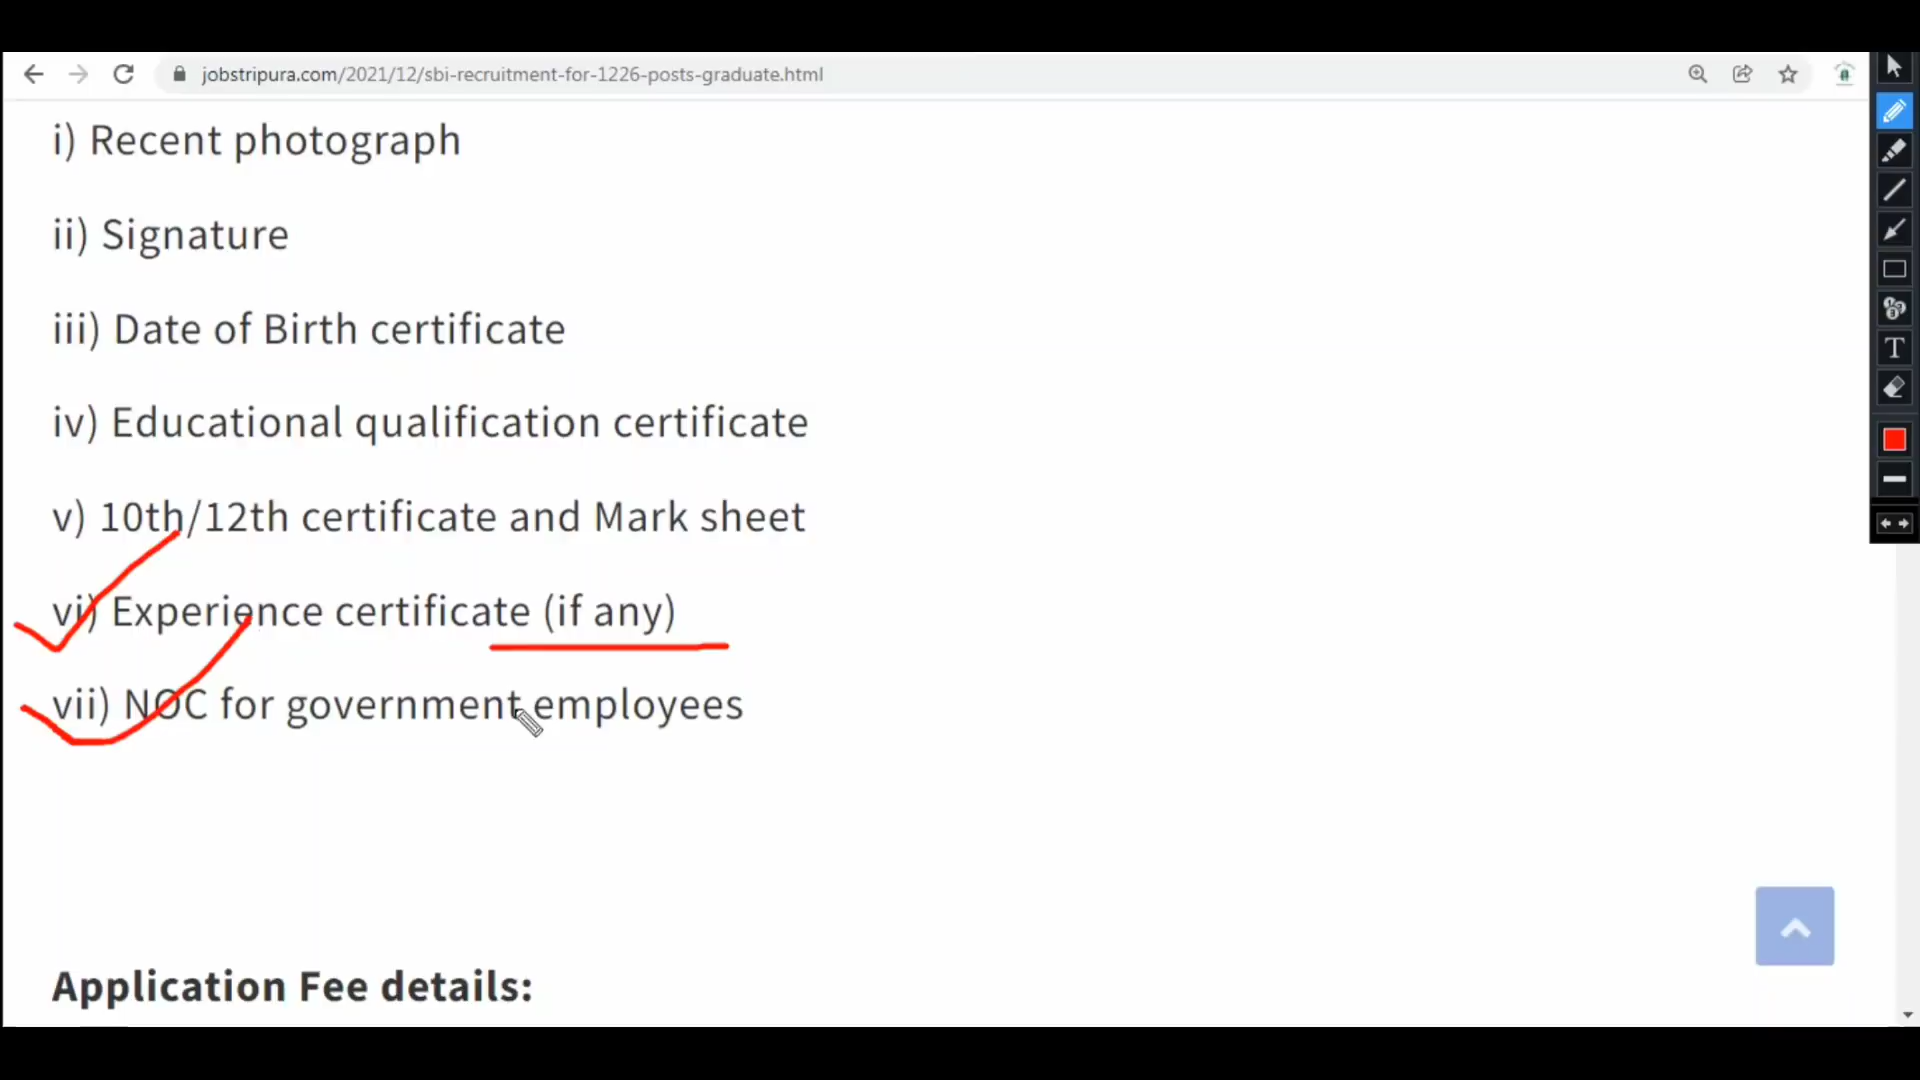 jobstripura.com/2021/12/sbi-recruitment-for-1226-posts-graduate.html
i) Recent photograph
ii) Signature
iii) Date of Birth certificate
iv) Educational qualification certificate
v) 10th/12th certificate and Mark sheet
vi) Experience certificate (if any)
vii) NOC for government employees
Application Fee details:
T